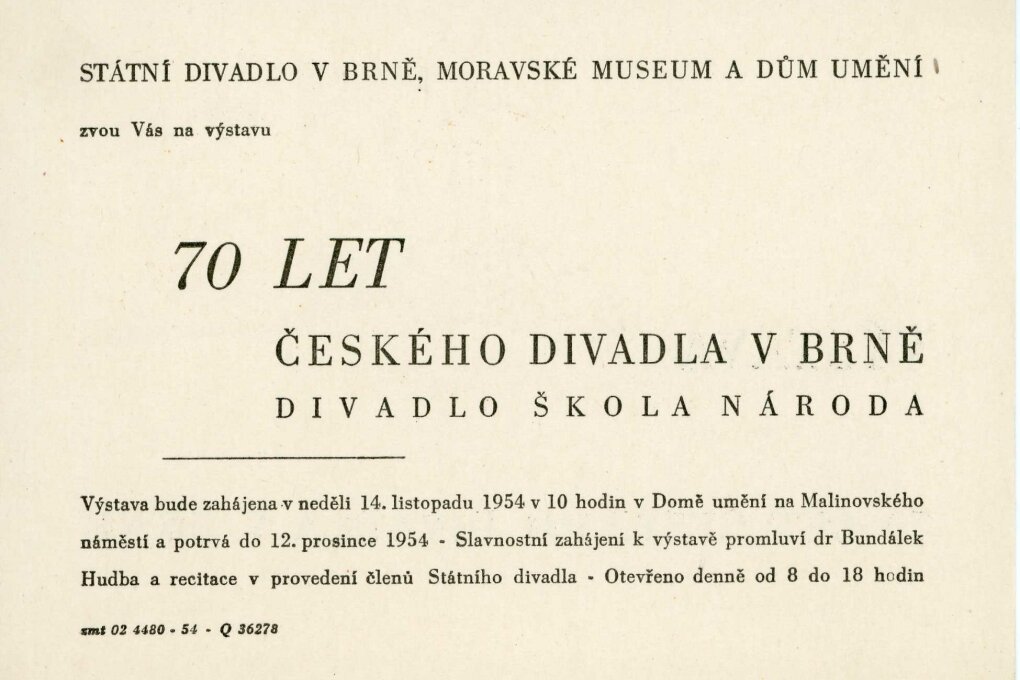 STÁTNÍ DIVADLO V BRNĚ, MORAVSKÉ MUSEUM A DŮM UMĚNÍ
zvou Vás na výstavu
70 LET
ČESKÉHO DIVADLA V BRNĚ
DIVADLO ŠKOLA NÁRODA
Výstava bude zahájena v neděli 14. listopadu 1954 v 10 hodin v Domě umění na Malinovského
náměstí a potrvá do 12. prosince 1954 - Slavnostní zahájení k výstavě promluví dr Bundálek
Hudba a recitace v provedení členů Státního divadla - Otevřeno denně od 8 do 18 hodin
zmt 02 4480 - 54 - Q 36278